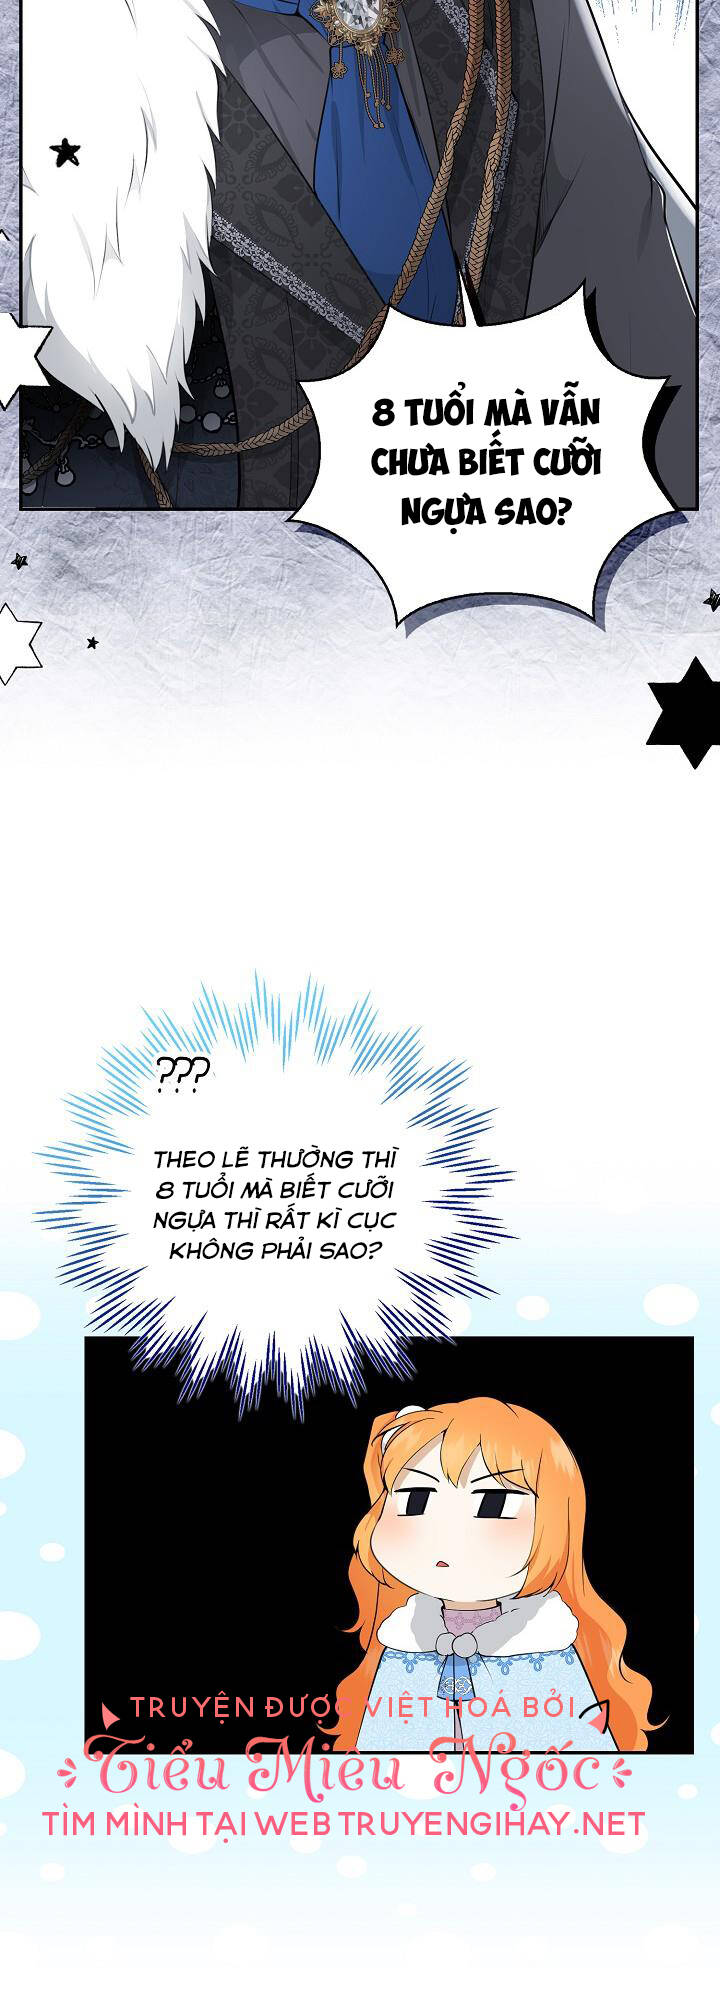 8 TUỔI MÀ VẪN
CHƯA BIẾT CƯỠI
NGỰA SAO?
???
THEO LẼ THƯỜNG THÌ
8 TUỔI MÀ BIẾT CƯỠI
NGỰA THÌ RẤT KÌ CỤC
KHÔNG PHẢI SAO?
TRUYỆN ĐƯỢC VIỆT HOÁ BỞI
TIỂU MIÊU NGỐC
TÌM MÌNH TẠI WEB TRUYENGIHAY.NET